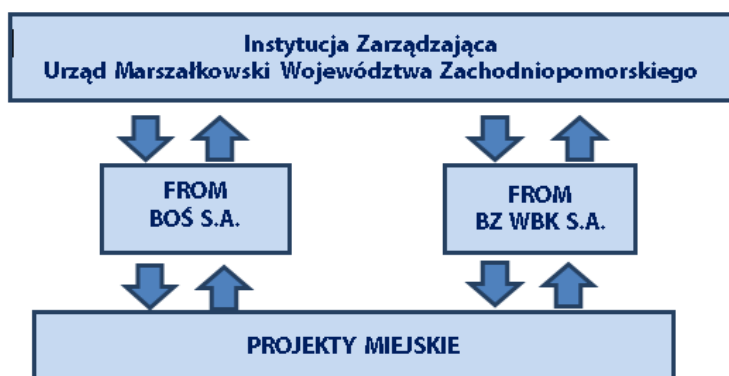 Instytucja Zarządzająca
Urząd Marszałkowski Województwa Zachodniopomorskiego
FROM
BOŚ S.A.
FROM
BZ WBK S.A.
PROJEKTY MIEJSKIE